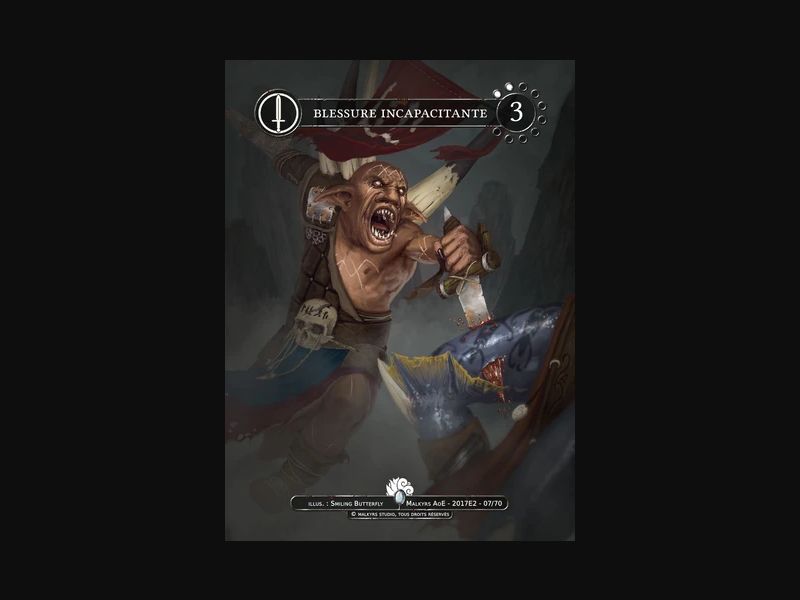 BLESSURE INCAPACITANTE 3
ILLUS. : SMILING BUTTERFLY MALKYRS AOE - 2017E2 - 07/70
© MALKYRS STUDIO, TOUS DROITS RÉSERVÉS